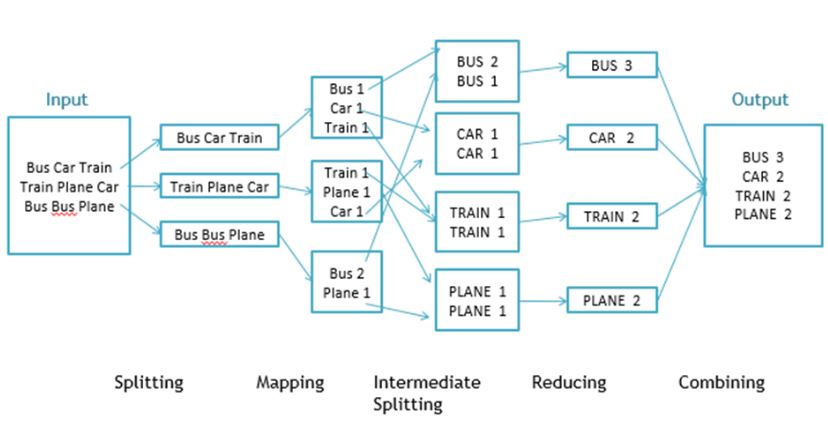 Input
Bus Car Train
Train Plane Car
Bus Bus Plane
Bus Car Train
Train Plane Car
Bus Bus Plane
Bus 1
Car 1
Train 1
Train 1
Plane 1
Car 1
Bus 2
Plane 1
BUS 2
BUS 1
CAR 1
CAR 1
TRAIN 1
TRAIN 1
PLANE 1
PLANE 1
BUS 3
CAR 2
TRAIN 2
PLANE 2
Output
BUS 3
CAR 2
TRAIN 2
PLANE 2
Splitting
Mapping
Intermediate
Splitting
Reducing
Combining